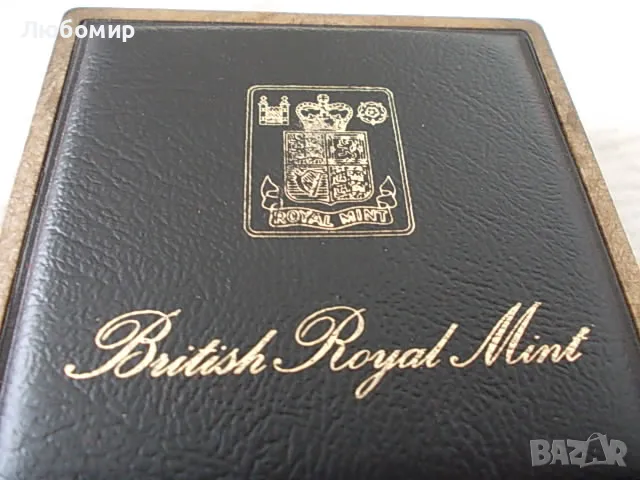 Любомир
ROYAL MINT
British Royal Mint
BAZAR